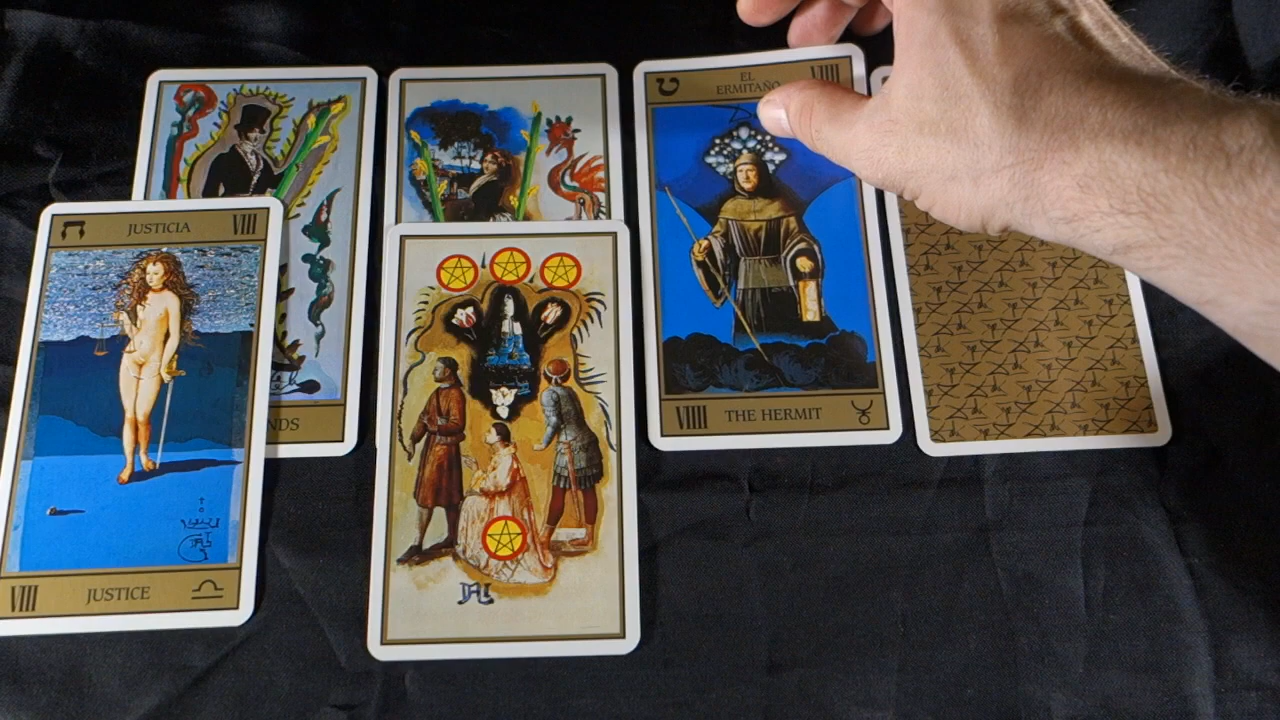 EL
ERMITAÑO
VIIII
JUSTICIA
VIII
NDS
VIIII
THE HERMIT
VIII
JUSTICE